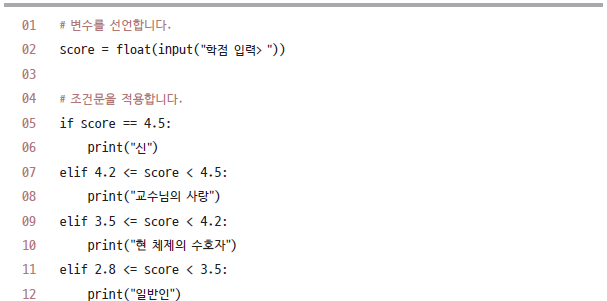 01 # 변수를 선언합니다.
02 score = float(input("학점 입력> "))
03
04 # 조건문을 적용합니다.
05 if score == 4.5:
06     print("신")
07 elif 4.2 <= score < 4.5:
08     print("교수님의 사랑")
09 elif 3.5 <= score < 4.2:
10     print("현 체제의 수호자")
11 elif 2.8 <= score < 3.5:
12     print("일반인")